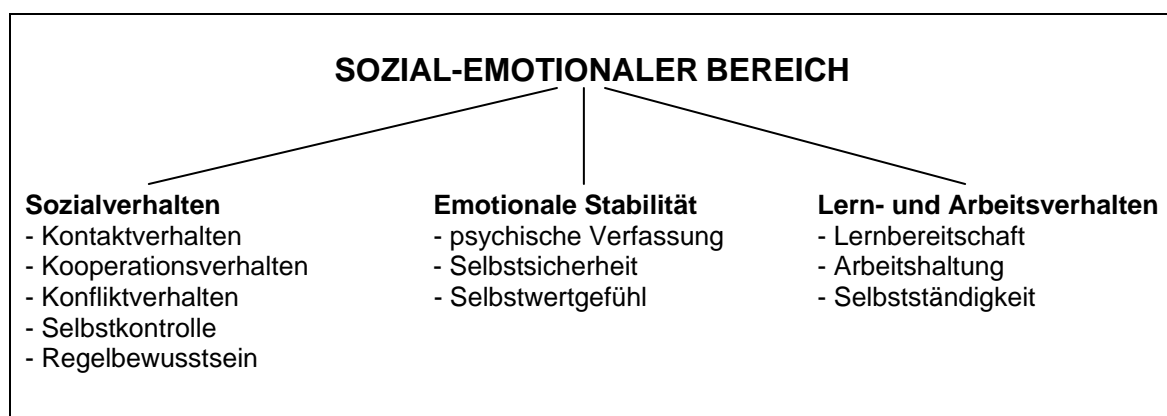 SOZIAL-EMOTIONALER BEREICH
Sozialverhalten
- Kontaktverhalten
- Kooperationsverhalten
- Konfliktverhalten
- Selbstkontrolle
- Regelbewusstsein
Emotionale Stabilität
- psychische Verfassung
- Selbstsicherheit
- Selbstwertgefühl
Lern- und Arbeitsverhalten
- Lernbereitschaft
- Arbeitshaltung
- Selbstständigkeit